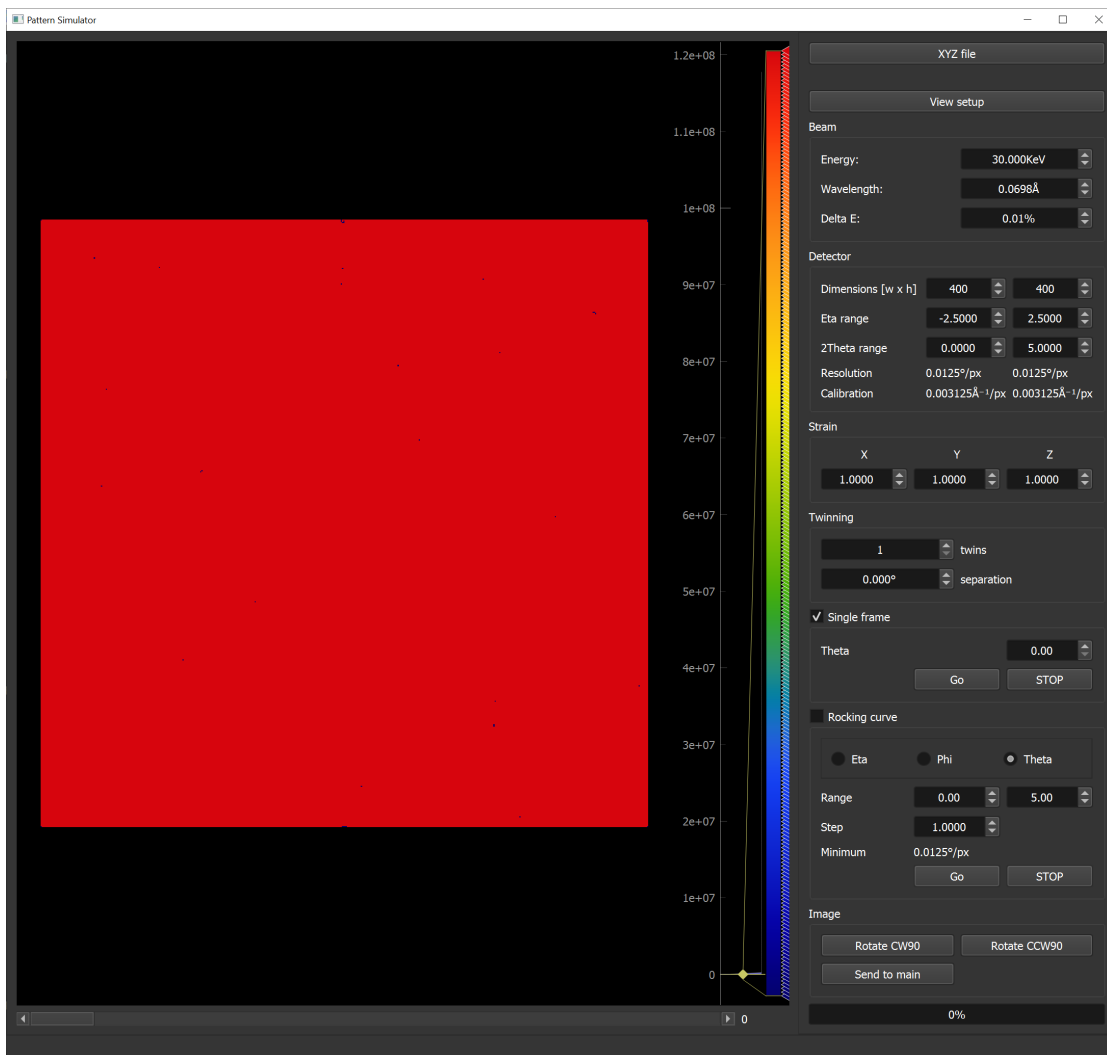 Pattern Simulator
1.2e+08
1.1e+08
1e+08
9e+07
8e+07
7e+07
6e+07
5e+07
4e+07
3e+07
2e+07
1e+07
0
0
XYZ file
View setup
Beam
Energy: 30.000KeV
Wavelength: 0.0698Å
Delta E: 0.01%
Detector
Dimensions [w x h] 400 400
Eta range -2.5000 2.5000
2Theta range 0.0000 5.0000
Resolution 0.0125°/px 0.0125°/px
Calibration 0.003125Å⁻¹/px 0.003125Å⁻¹/px
Strain
X Y Z
1.0000 1.0000 1.0000
Twinning
1 twins
0.000° separation
Single frame
Theta 0.00
Go STOP
Rocking curve
Eta Phi Theta
Range 0.00 5.00
Step 1.0000
Minimum 0.0125°/px
Go STOP
Image
Rotate CW90 Rotate CCW90
Send to main
0%